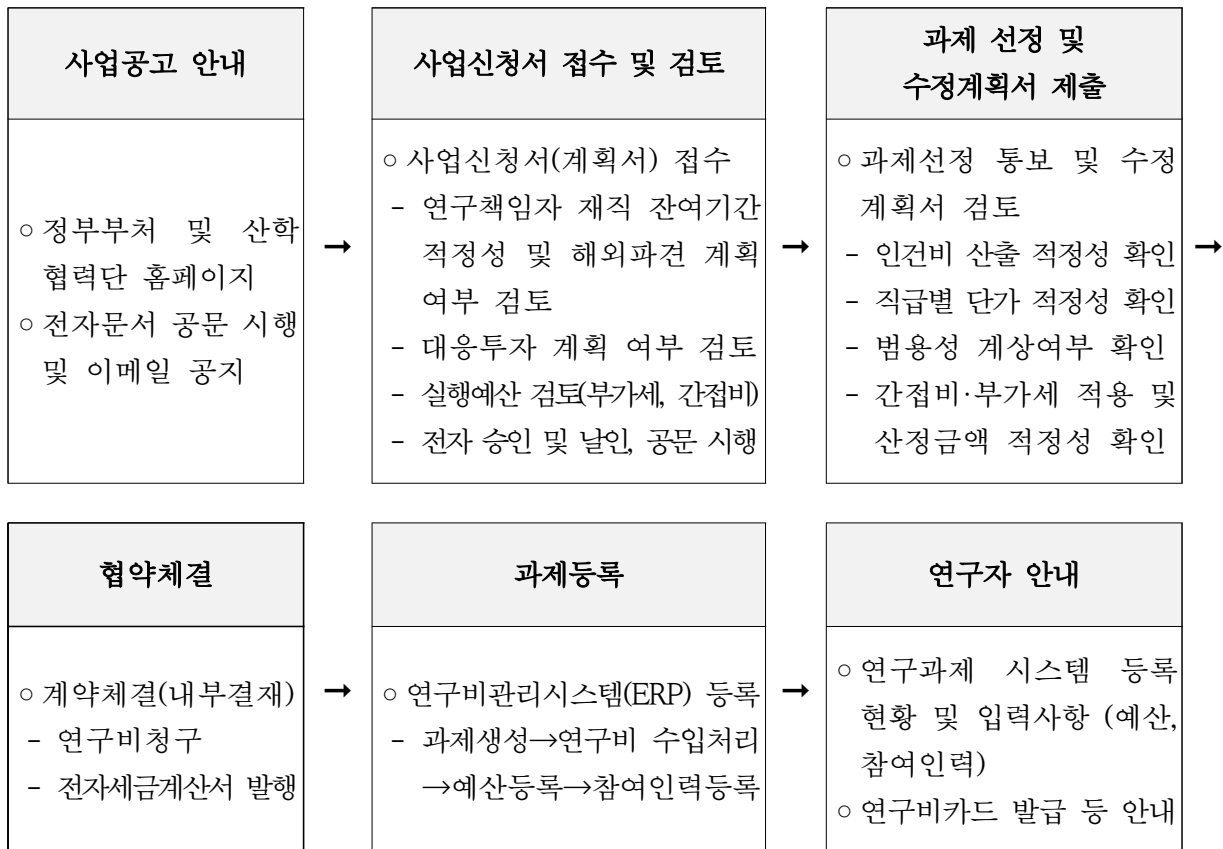 사업공고 안내
○ 정부부처 및 산학
협력단 홈페이지
○ 전자문서 공문 시행
및 이메일 공지
➞
사업신청서 접수 및 검토
○ 사업신청서(계획서) 접수
- 연구책임자 재직 잔여기간
적정성 및 해외파견 계획
여부 검토
- 대응투자 계획 여부 검토
- 실행예산 검토(부가세, 간접비)
- 전자 승인 및 날인, 공문 시행
➞
과제 선정 및
수정계획서 제출
○ 과제선정 통보 및 수정
계획서 검토
- 인건비 산출 적정성 확인
- 직급별 단가 적정성 확인
- 범용성 계상여부 확인
- 간접비·부가세 적용 및
산정금액 적정성 확인
➞
협약체결
○ 계약체결(내부결재)
- 연구비청구
- 전자세금계산서 발행
➞
과제등록
○ 연구비관리시스템(ERP) 등록
- 과제생성→연구비 수입처리
→예산등록→참여인력등록
➞
연구자 안내
○ 연구과제 시스템 등록
현황 및 입력사항 (예산,
참여인력)
○ 연구비카드 발급 등 안내